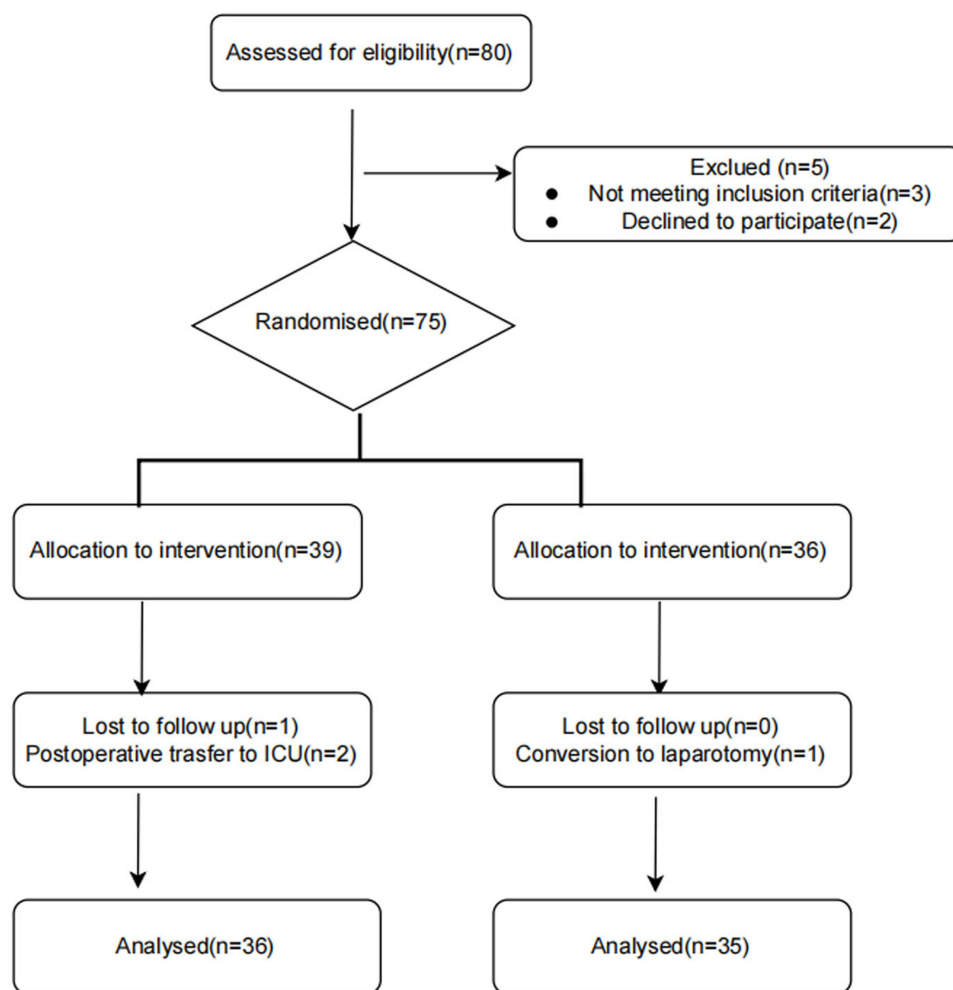 Assessed for eligibility(n=80)
Exclued (n=5)
● Not meeting inclusion criteria(n=3)
● Declined to participate(n=2)
Randomised(n=75)
Allocation to intervention(n=39)
Allocation to intervention(n=36)
Lost to follow up(n=1)
Postoperative trasfer to ICU(n=2)
Lost to follow up(n=0)
Conversion to laparotomy(n=1)
Analysed(n=36)
Analysed(n=35)